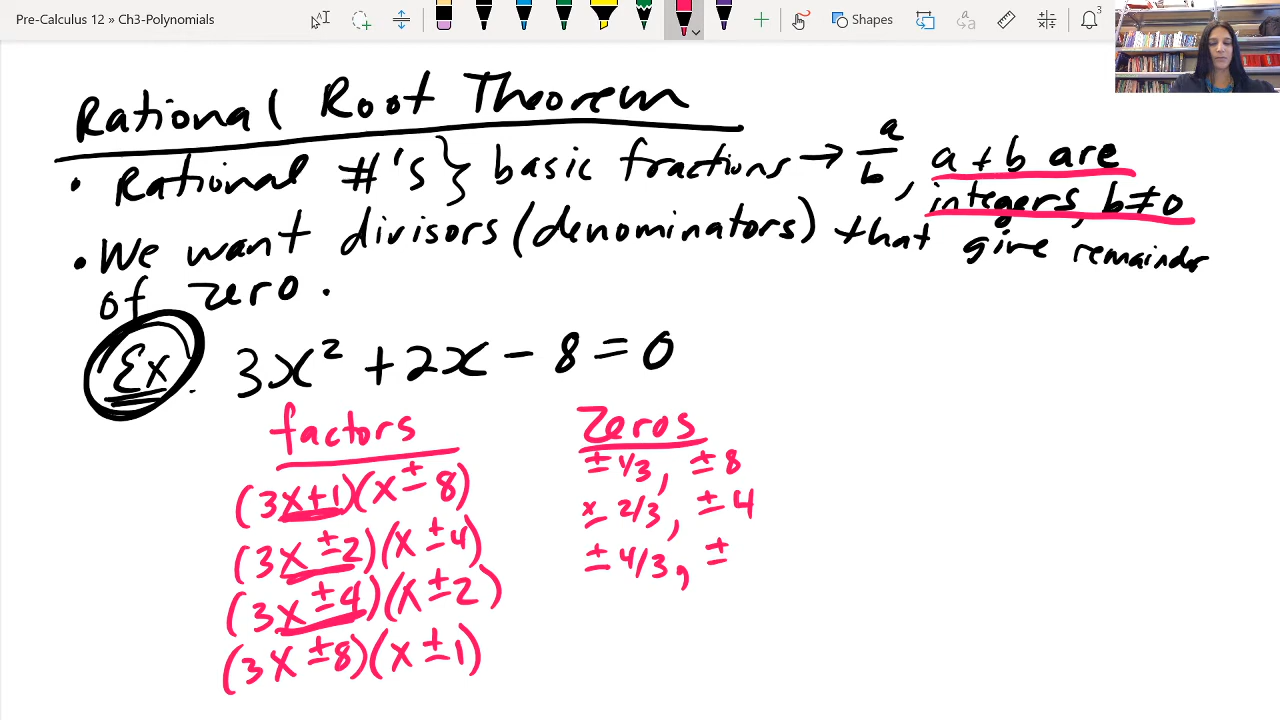 Pre-Calculus 12 » Ch3-Polynomials
Shapes
3
Rational Root Theorem
• Rational #'s } basic fractions → a/b, a + b are
integers, b ≠ 0
• We want divisors (denominators) that give remainder
of zero.
Ex. 3x² + 2x - 8 = 0
factors
zeros
(3x+1)(x ± 8)
± 1/3, ± 8
(3x ± 2)(x ± 4)
± 2/3, ± 4
(3x ± 4)(x ± 2)
± 4/3, ±
(3x ± 8)(x ± 1)